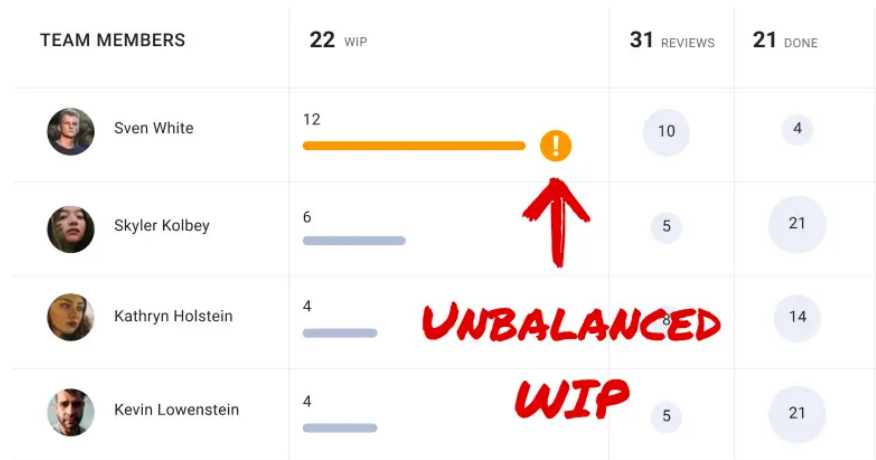 TEAM MEMBERS 22 WIP 31 REVIEWS 21 DONE
Sven White 12 ! 10 4
Skyler Kolbey 6 5 21
Kathryn Holstein 4 8 14
UNBALANCED
WIP
Kevin Lowenstein 4 5 21